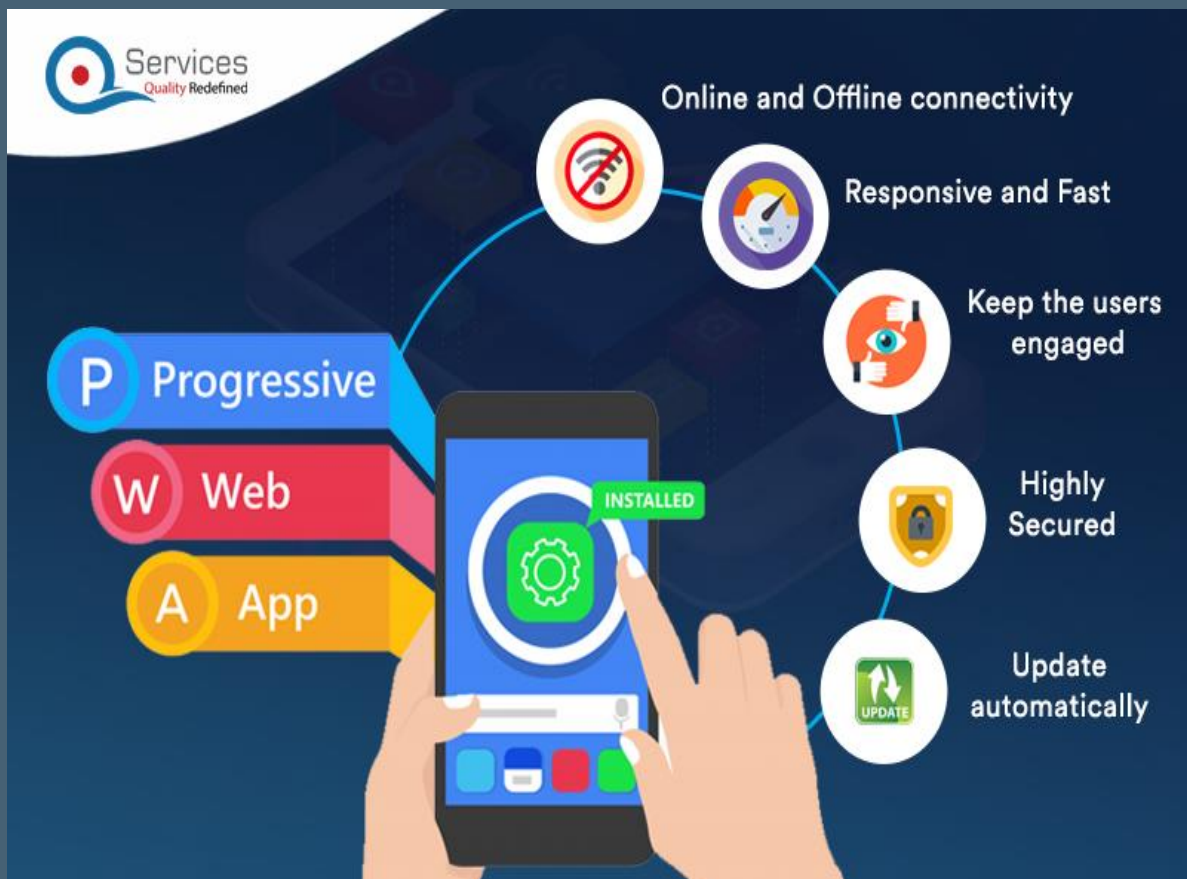 Services
Quality Redefined
Online and Offline connectivity
Responsive and Fast
Keep the users
engaged
Highly
Secured
Update
automatically
UPDATE
P Progressive
W Web
A App
INSTALLED